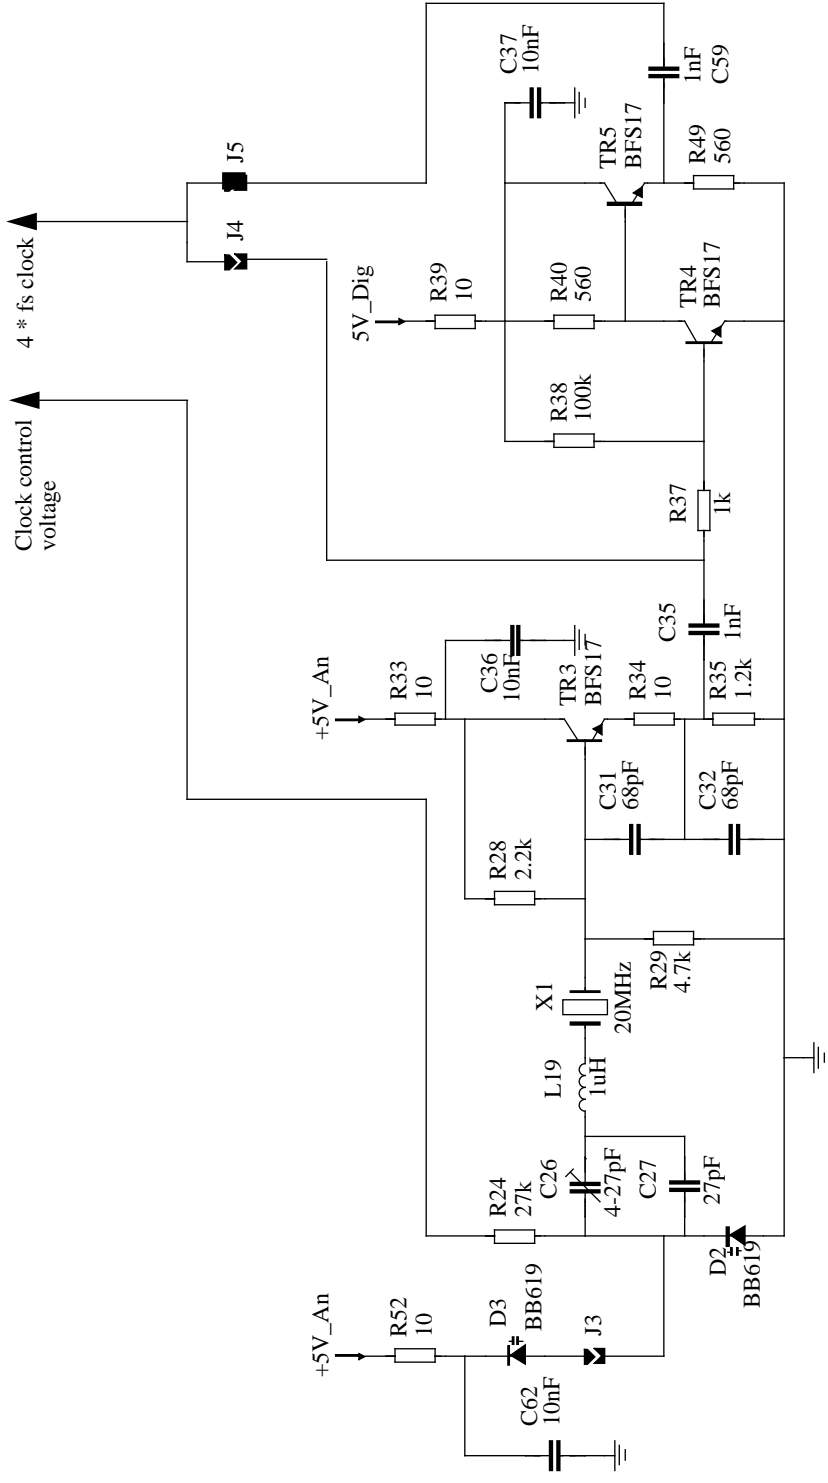 +5V_An
R52
10
C62
10nF
D3
BB619
J3
R24
27k
C26
4-27pF
C27
27pF
D2
BB619
L19
1uH
X1
20MHz
R29
4.7k
R28
2.2k
+5V_An
R33
10
C36
10nF
TR3
BFS17
C31
68pF
C32
68pF
R34
10
R35
1.2k
C35
1nF
Clock control
voltage
4 * fs clock
J4
J5
5V_Dig
R39
10
R38
100k
R37
1k
R40
560
TR4
BFS17
TR5
BFS17
C37
10nF
R49
560
1nF
C59